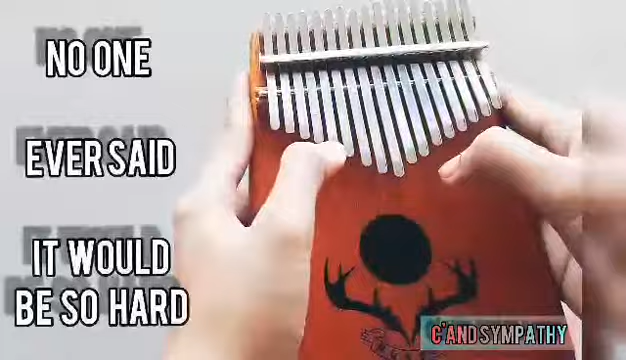 NO ONE
EVER SAID
IT WOULD
BE SO HARD
C'AND SYMPATHY